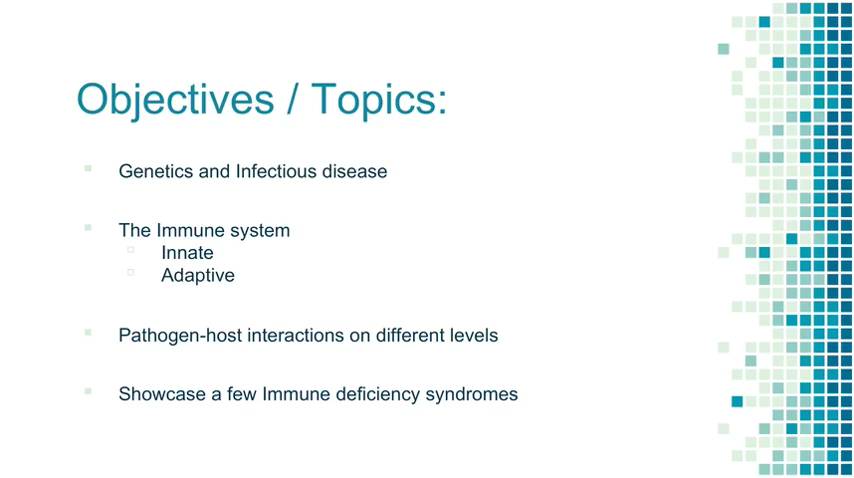 Objectives / Topics:
Genetics and Infectious disease
The Immune system
Innate
Adaptive
Pathogen-host interactions on different levels
Showcase a few Immune deficiency syndromes